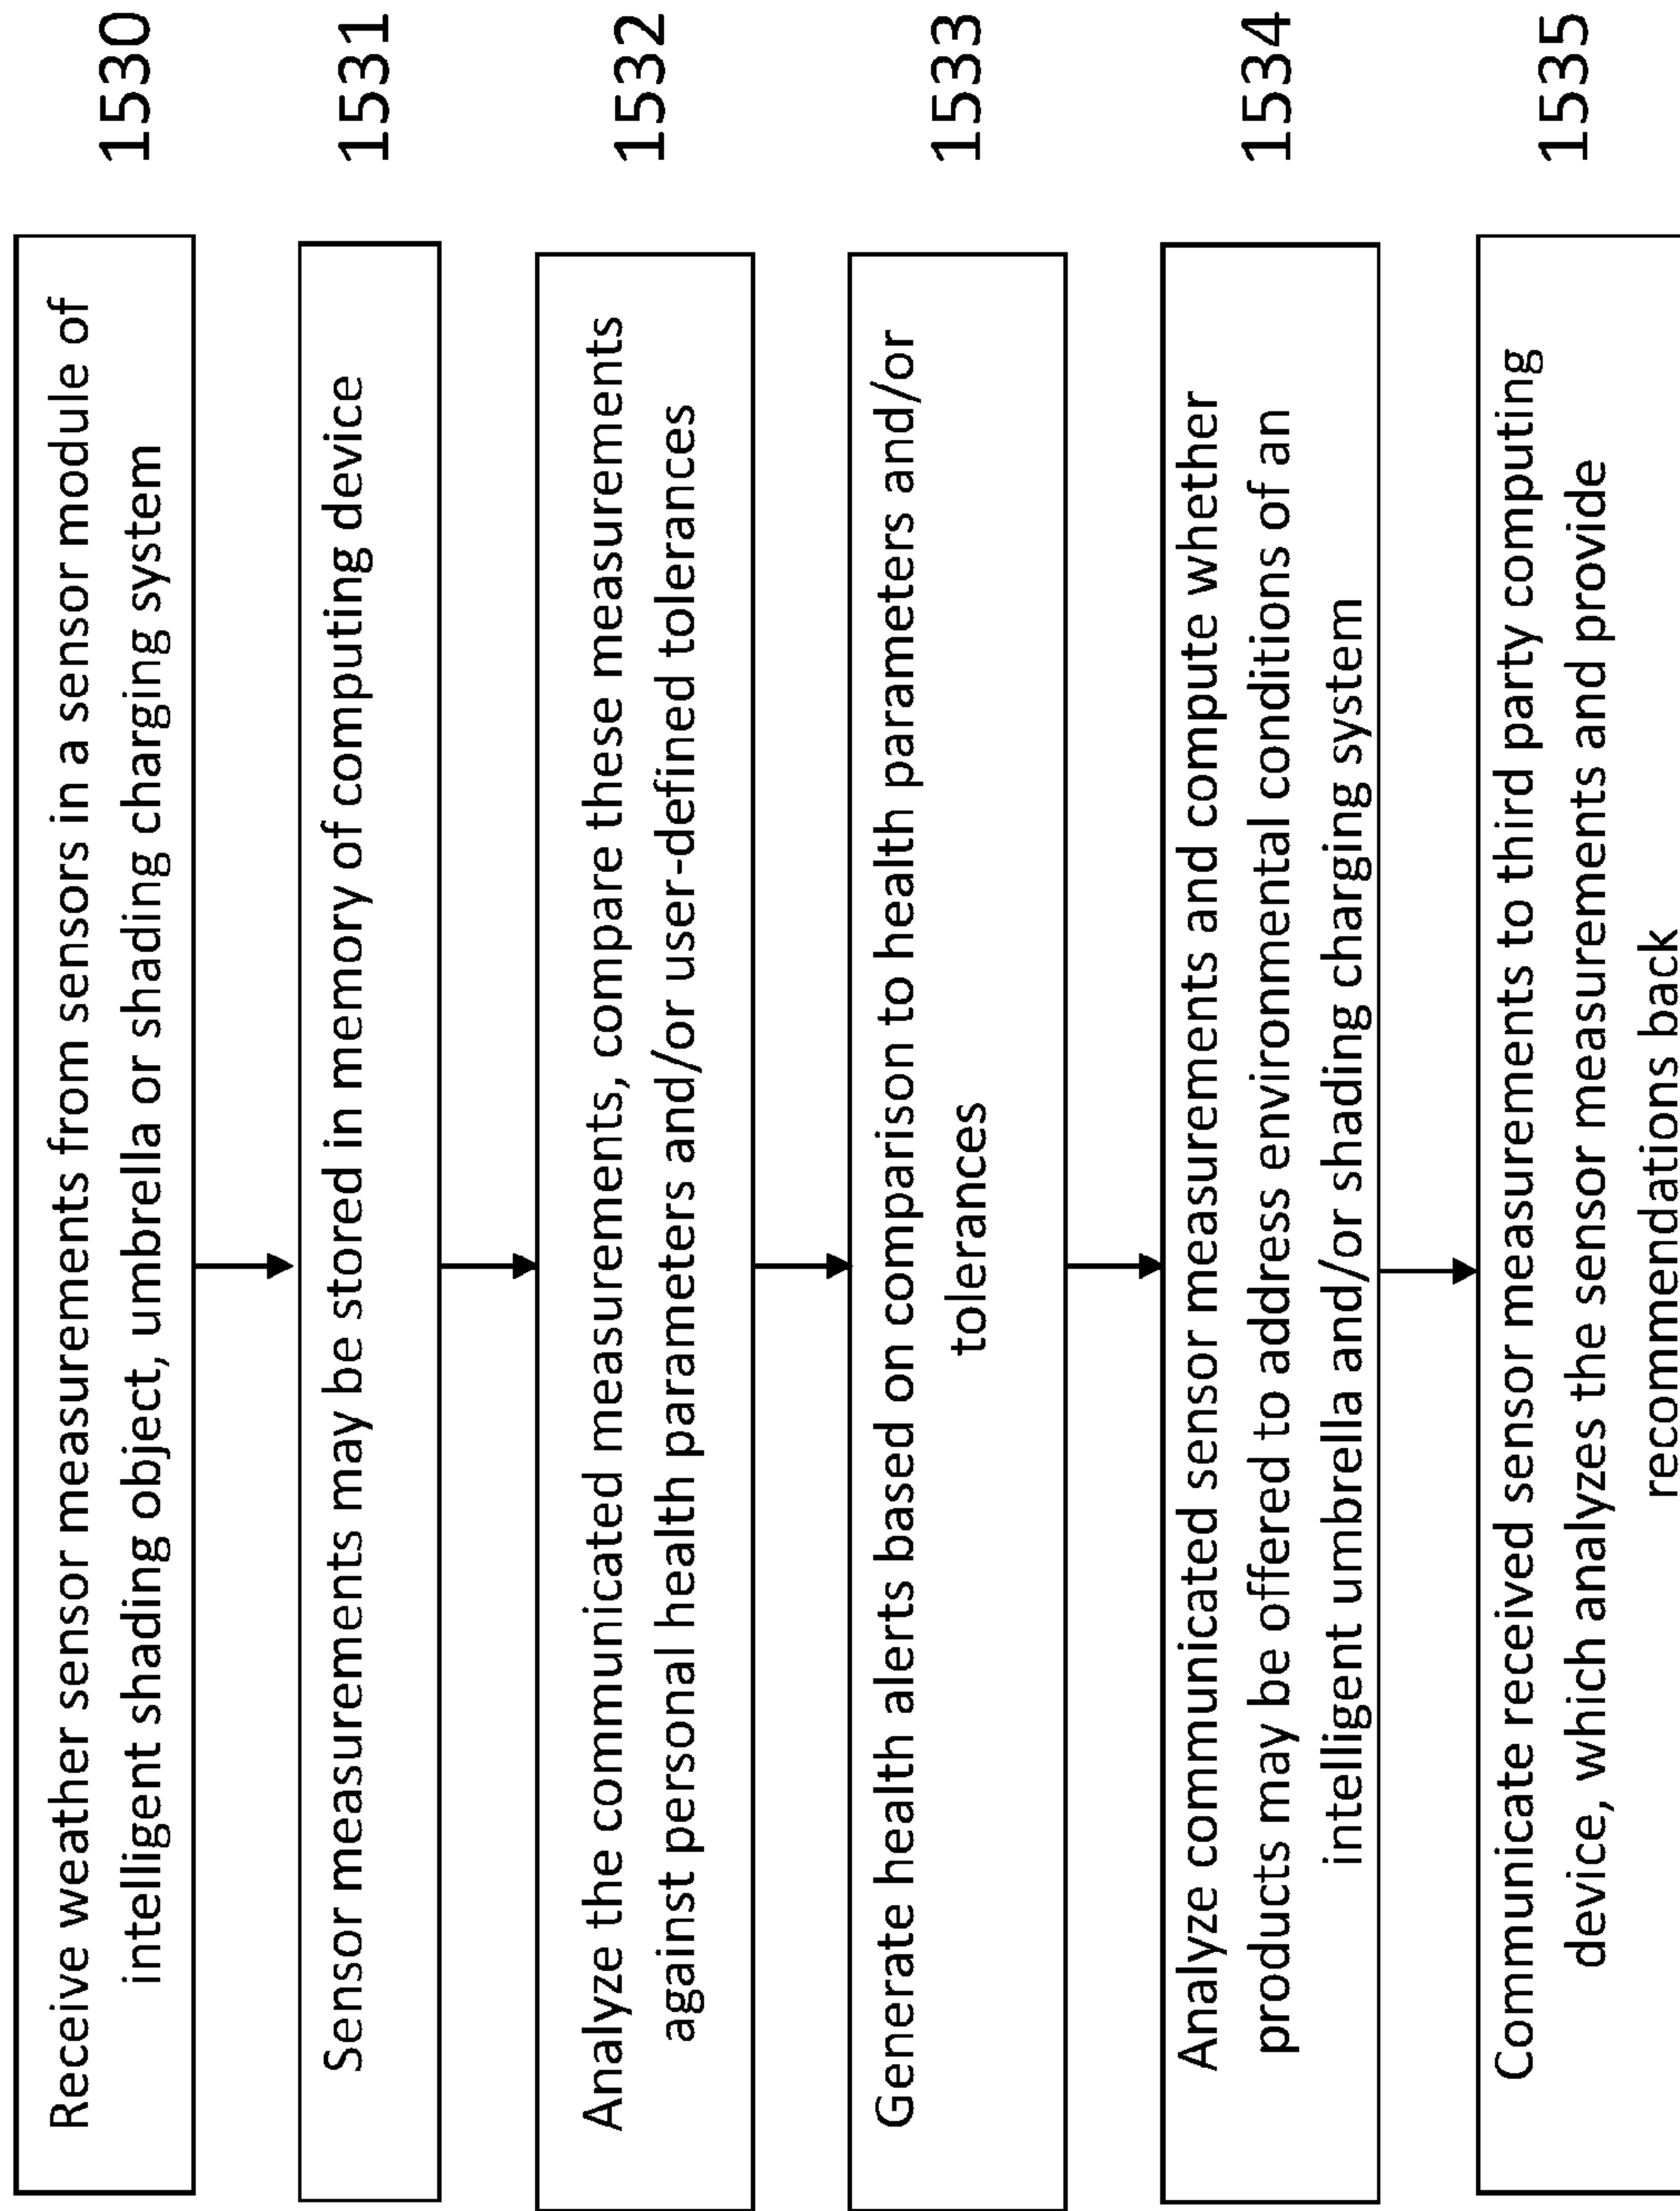 Receive weather sensor measurements from sensors in a sensor module of
intelligent shading object, umbrella or shading charging system
1530
Sensor measurements may be stored in memory of computing device
1531
Analyze the communicated measurements, compare these measurements
against personal health parameters and/or user-defined tolerances
1532
Generate health alerts based on comparison to health parameters and/or
tolerances
1533
Analyze communicated sensor measurements and compute whether
products may be offered to address environmental conditions of an
intelligent umbrella and/or shading charging system
1534
Communicate received sensor measurements to third party computing
device, which analyzes the sensor measurements and provide
recommendations back
1535